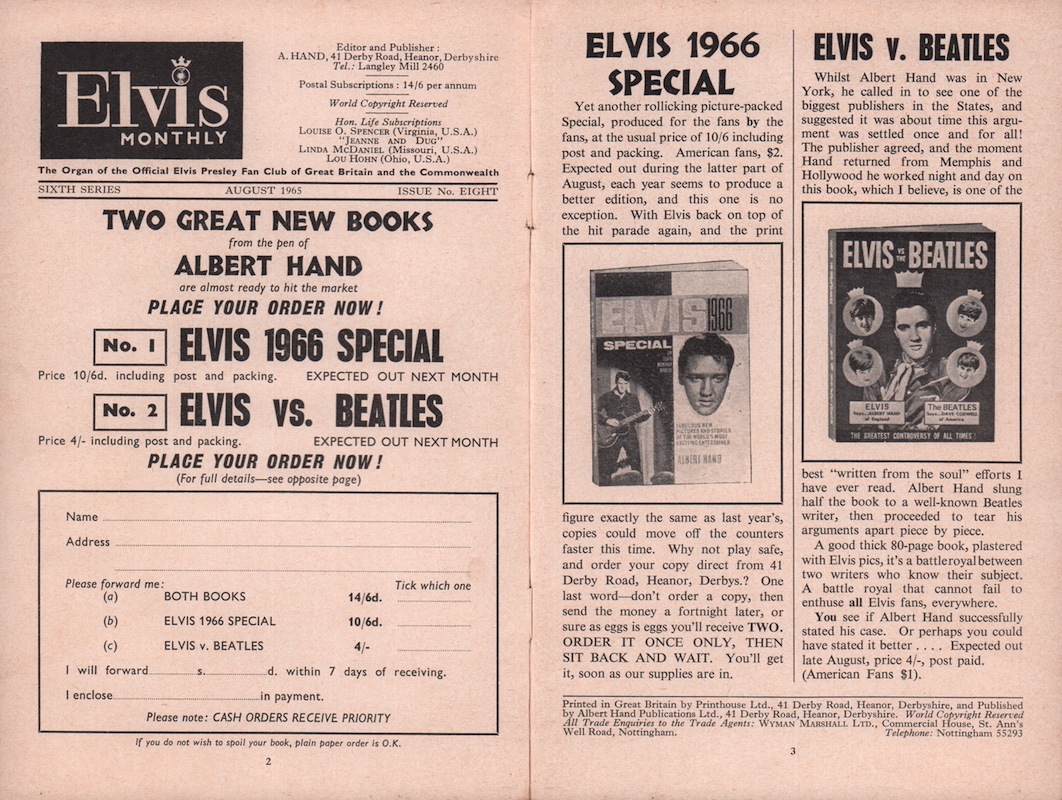 Elvis
MONTHLY
Editor and Publisher :
A. HAND, 41 Derby Road, Heanor, Derbyshire
Tel.: Langley Mill 2460
Postal Subscriptions : 14/6 per annum
World Copyright Reserved
Hon. Life Subscriptions
LOUISE O. SPENCER (Virginia, U.S.A.)
"JEANNE AND DUG"
LINDA MCDANIEL (Missouri, U.S.A.)
LOU HOHN (Ohio, U.S.A.)
The Organ of the Official Elvis Presley Fan Club of Great Britain and the Commonwealth
SIXTH SERIES AUGUST 1965 ISSUE No. EIGHT
TWO GREAT NEW BOOKS
from the pen of
ALBERT HAND
are almost ready to hit the market
PLACE YOUR ORDER NOW!
No. 1 ELVIS 1966 SPECIAL
Price 10/6d. including post and packing. EXPECTED OUT NEXT MONTH
No. 2 ELVIS vs. BEATLES
Price 4/- including post and packing. EXPECTED OUT NEXT MONTH
PLACE YOUR ORDER NOW!
(For full details—see opposite page)
Name
Address
Please forward me: Tick which one
(a) BOTH BOOKS 14/6d.
(b) ELVIS 1966 SPECIAL 10/6d.
(c) ELVIS v. BEATLES 4/-
I will forward s. d. within 7 days of receiving.
I enclose in payment.
Please note: CASH ORDERS RECEIVE PRIORITY
If you do not wish to spoil your book, plain paper order is O.K.
2
ELVIS 1966
SPECIAL
Yet another rollicking picture-packed
Special, produced for the fans by the
fans, at the usual price of 10/6 including
post and packing. American fans, $2.
Expected out during the latter part of
August, each year seems to produce a
better edition, and this one is no
exception. With Elvis back on top of
the hit parade again, and the print
ELVIS 1966
SPECIAL
FABULOUS NEW
PICTURES AND STORIES
OF THE WORLD'S MOST
EXCITING ENTERTAINER
ALBERT HAND
figure exactly the same as last year's,
copies could move off the counters
faster this time. Why not play safe,
and order your copy direct from 41
Derby Road, Heanor, Derbys.? One
last word—don't order a copy, then
send the money a fortnight later, or
sure as eggs is eggs you'll receive TWO.
ORDER IT ONCE ONLY, THEN
SIT BACK AND WAIT. You'll get
it, soon as our supplies are in.
ELVIS v. BEATLES
Whilst Albert Hand was in New
York, he called in to see one of the
biggest publishers in the States, and
suggested it was about time this argu-
ment was settled once and for all!
The publisher agreed, and the moment
Hand returned from Memphis and
Hollywood he worked night and day on
this book, which I believe, is one of the
ELVIS VS THE BEATLES
ELVIS
Says...ALBERT HAND
of England
The BEATLES
Says...DAVE
of America
THE GREATEST CONTROVERSY OF ALL TIMES!
best "written from the soul" efforts I
have ever read. Albert Hand slung
half the book to a well-known Beatles
writer, then proceeded to tear his
arguments apart piece by piece.
A good thick 80-page book, plastered
with Elvis pics, it's a battle royal between
two writers who know their subject.
A battle royal that cannot fail to
enthuse all Elvis fans, everywhere.
You see if Albert Hand successfully
stated his case. Or perhaps you could
have stated it better . . . . Expected out
late August, price 4/-, post paid.
(American Fans $1).
Printed in Great Britain by Printhouse Ltd., 41 Derby Road, Heanor, Derbyshire, and Published
by Albert Hand Publications Ltd., 41 Derby Road, Heanor, Derbyshire. World Copyright Reserved
All Trade Enquiries to the Trade Agents: WYMAN MARSHALL LTD., Commercial House, St. Ann's
Well Road, Nottingham. Telephone: Nottingham 55293
3